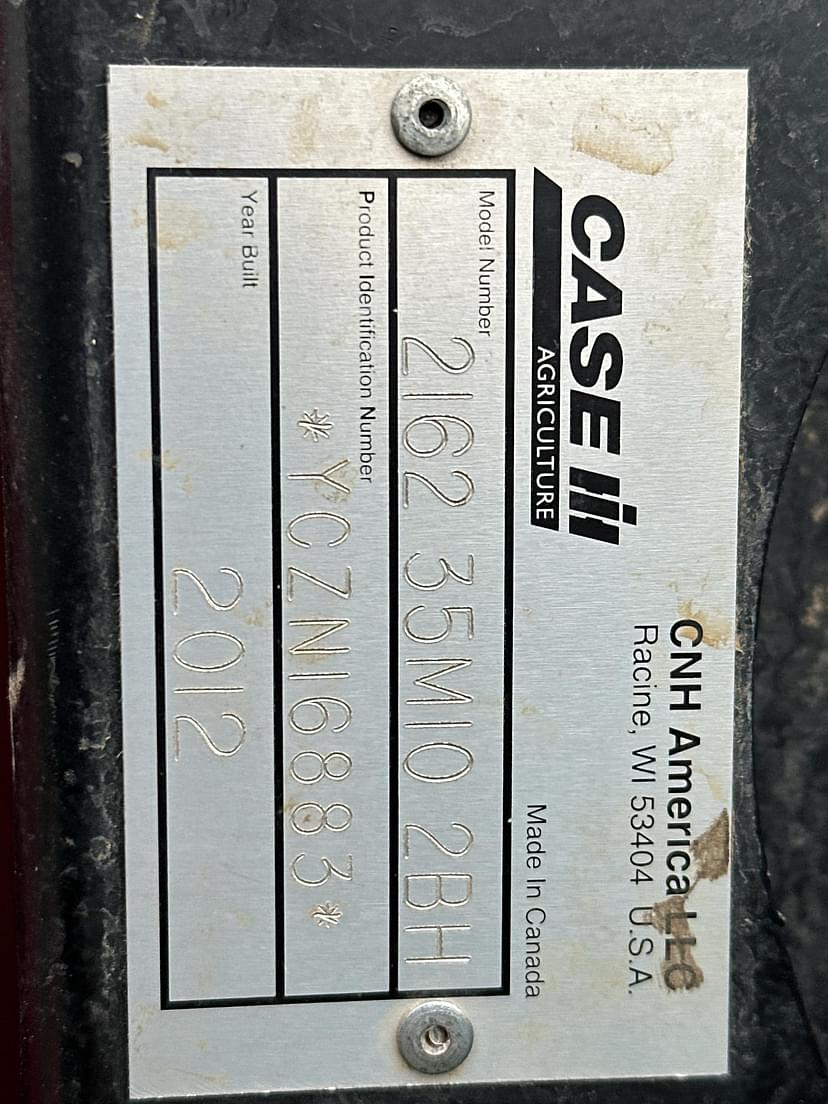 CASE IH
AGRICULTURE
CNH America LLC
Racine, WI 53404 U.S.A.
Made In Canada
Model Number
2162 35M10 2BH
Product Identification Number
*YCZN16883*
Year Built
2012